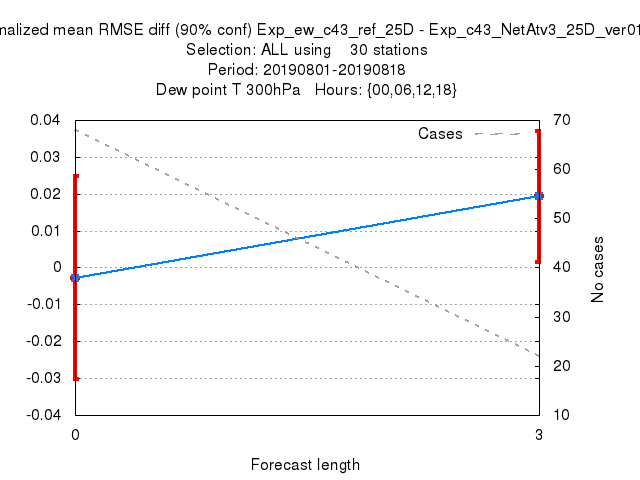 malized mean RMSE diff (90% conf) Exp_ew_c43_ref_25D - Exp_c43_NetAtv3_25D_ver01
Selection: ALL using 30 stations
Period: 20190801-20190818
Dew point T 300hPa Hours: {00,06,12,18}
Cases
0.04
0.03
0.02
0.01
0
-0.01
-0.02
-0.03
-0.04
70
60
50
40
30
20
10
No cases
0 3
Forecast length